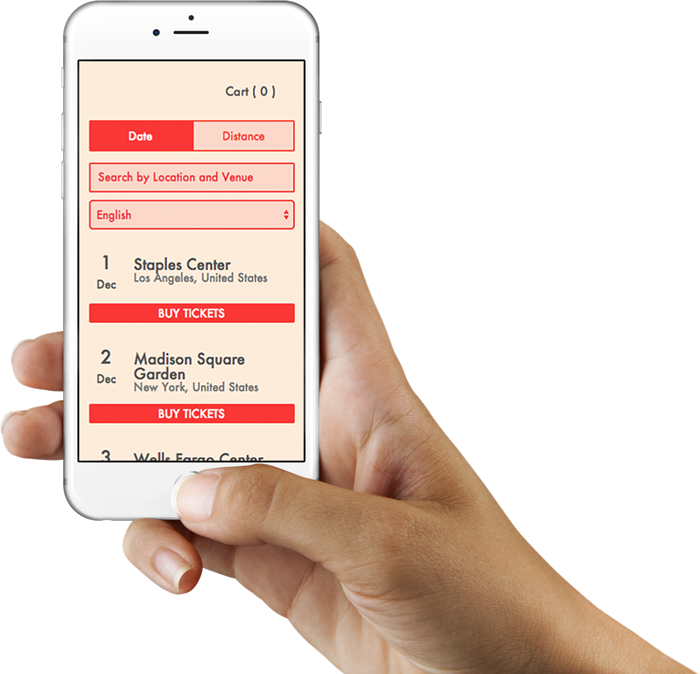 Cart ( 0 )
Date
Distance
Search by Location and Venue
English
1
Dec
Staples Center
Los Angeles, United States
BUY TICKETS
2
Dec
Madison Square
Garden
New York, United States
BUY TICKETS
3
Wells Fargo Center